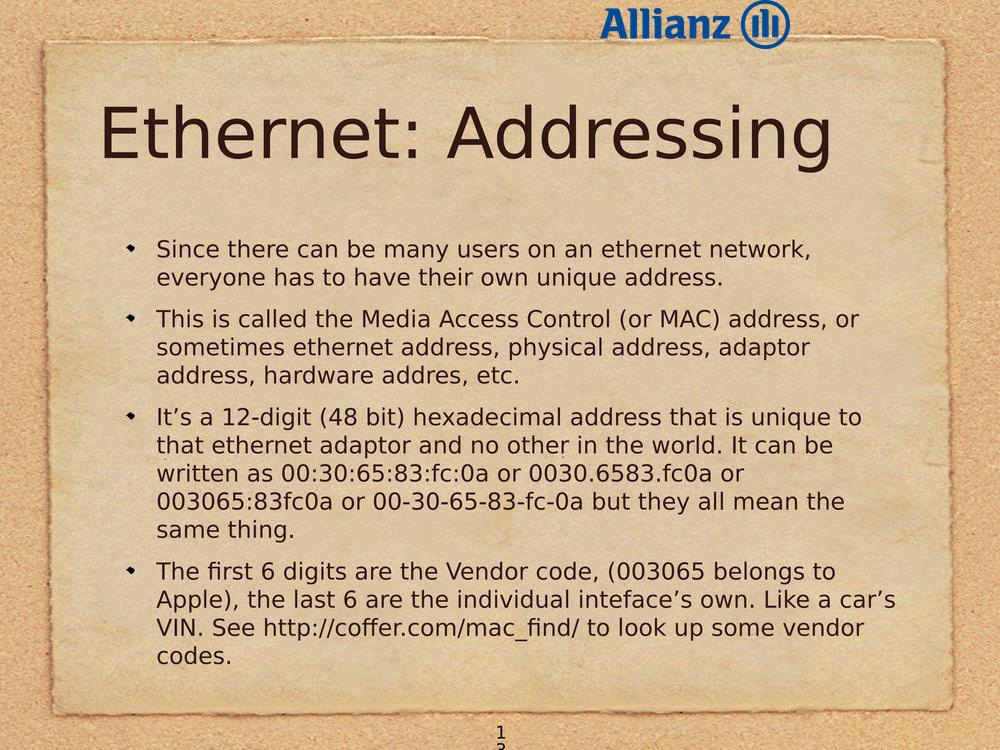 Allianz
Ethernet: Addressing
Since there can be many users on an ethernet network,
everyone has to have their own unique address.
This is called the Media Access Control (or MAC) address, or
sometimes ethernet address, physical address, adaptor
address, hardware addres, etc.
It’s a 12-digit (48 bit) hexadecimal address that is unique to
that ethernet adaptor and no other in the world. It can be
written as 00:30:65:83:fc:0a or 0030.6583.fc0a or
003065:83fc0a or 00-30-65-83-fc-0a but they all mean the
same thing.
The first 6 digits are the Vendor code, (003065 belongs to
Apple), the last 6 are the individual inteface’s own. Like a car’s
VIN. See http://coffer.com/mac_find/ to look up some vendor
codes.
1